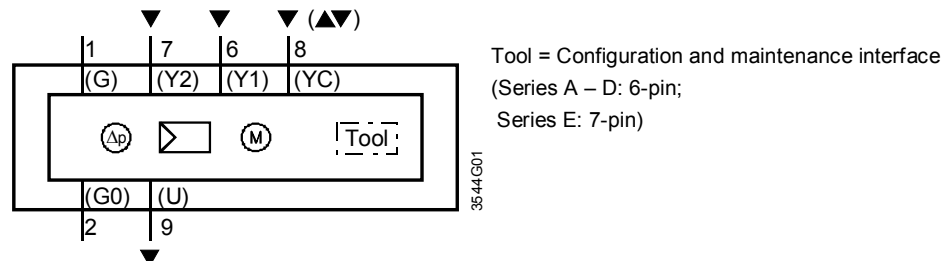 ▼ ▼ ▼ (▲▼)
1 7 6 8
(G) (Y2) (Y1) (YC)
Δp M Tool
(G0) (U)
2 9
▼
3544G01
Tool = Configuration and maintenance interface
(Series A – D: 6-pin;
Series E: 7-pin)